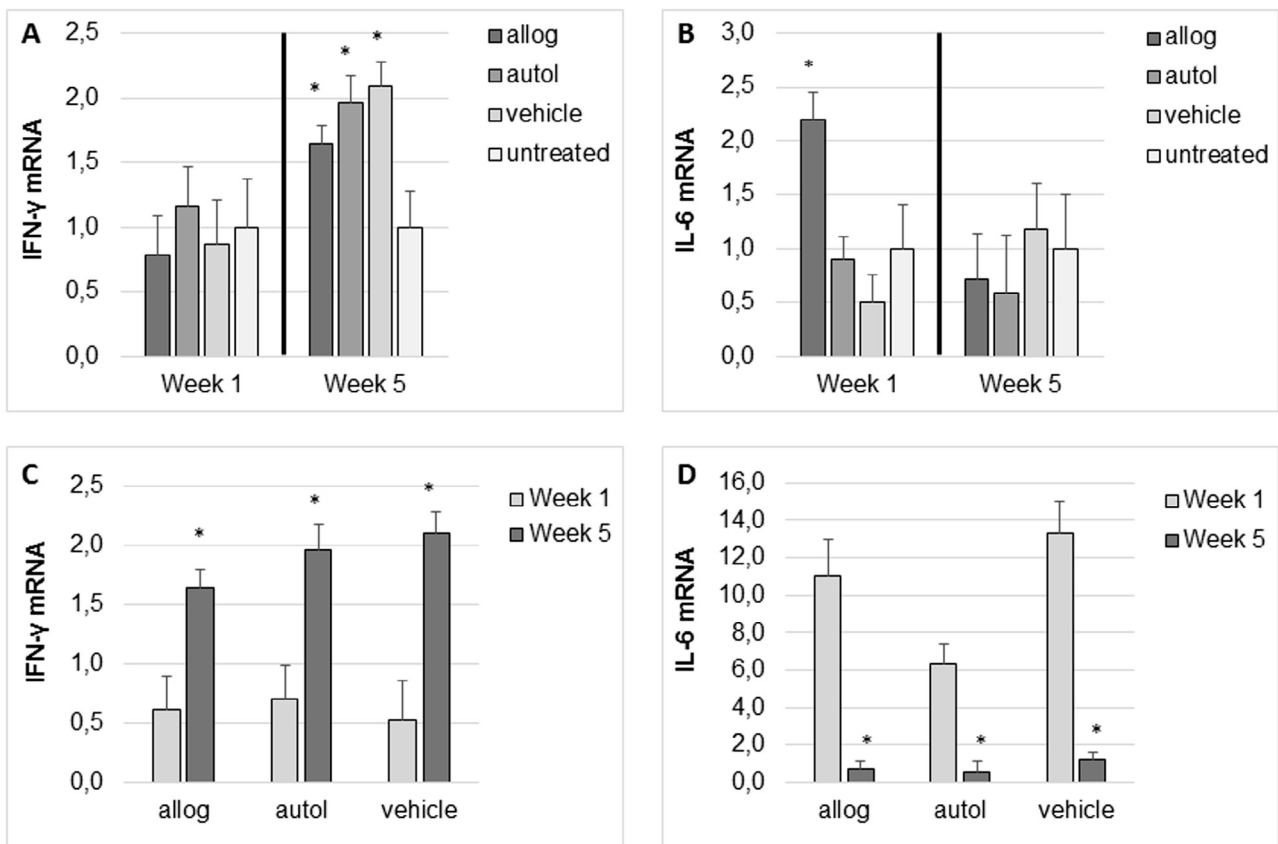 A
IFN-γ mRNA
2,5
2,0
1,5
1,0
0,5
0,0
* * *
Week 1 Week 5
allog
autol
vehicle
untreated
B
IL-6 mRNA
3,0
2,5
2,0
1,5
1,0
0,5
0,0
*
Week 1 Week 5
allog
autol
vehicle
untreated
C
IFN-γ mRNA
2,5
2,0
1,5
1,0
0,5
0,0
* * *
allog autol vehicle
Week 1
Week 5
D
IL-6 mRNA
16,0
14,0
12,0
10,0
8,0
6,0
4,0
2,0
0,0
* * *
allog autol vehicle
Week 1
Week 5